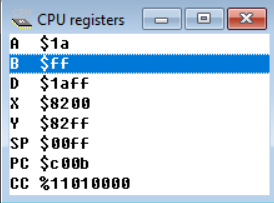 CPU registers
A $1a
B $ff
D $1aff
X $8200
Y $82ff
SP $00ff
PC $c00b
CC %11010000